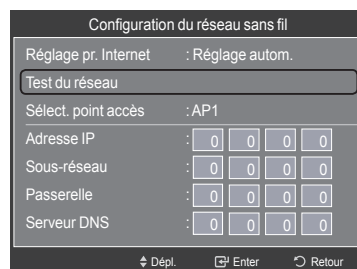 Configuration du réseau sans fil
Réglage pr. Internet : Réglage autom.
Test du réseau
Sélect. point accès : AP1
Adresse IP : 0 0 0 0
Sous-réseau : 0 0 0 0
Passerelle : 0 0 0 0
Serveur DNS : 0 0 0 0
Dépl. Enter Retour